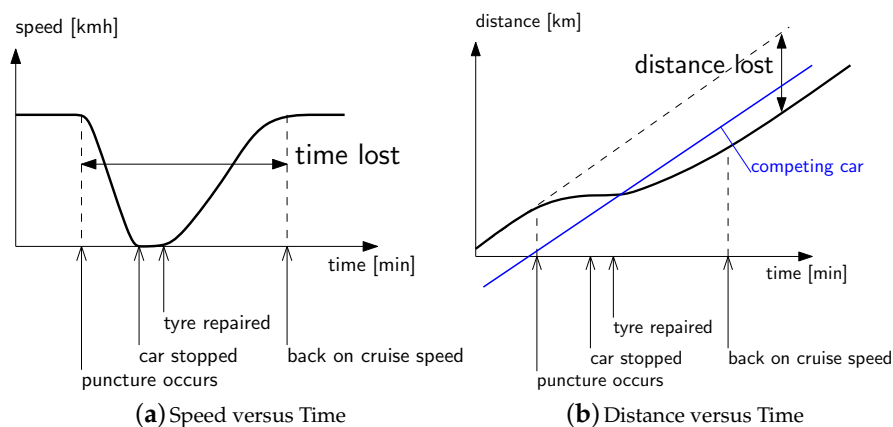 speed [kmh]
time lost
time [min]
tyre repaired
car stopped
back on cruise speed
puncture occurs
(a) Speed versus Time
distance [km]
distance lost
competing car
time [min]
tyre repaired
car stopped
back on cruise speed
puncture occurs
(b) Distance versus Time